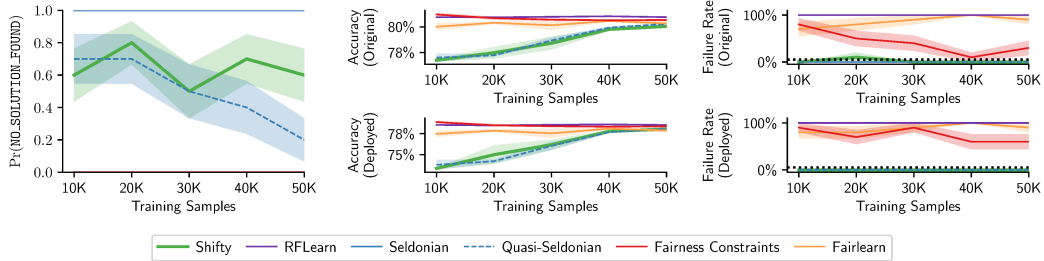 Pr(NO_SOLUTION_FOUND)
1.0
0.8
0.6
0.4
0.2
0.0
10K 20K 30K 40K 50K
Training Samples
Accuracy
(Original)
80%
78%
10K 20K 30K 40K 50K
Training Samples
Failure Rate
(Original)
100%
0%
10K 20K 30K 40K 50K
Training Samples
Accuracy
(Deployed)
78%
75%
10K 20K 30K 40K 50K
Training Samples
Failure Rate
(Deployed)
100%
0%
10K 20K 30K 40K 50K
Training Samples
Shifty RFLearn Seldonian Quasi-Seldonian Fairness Constraints Fairlearn